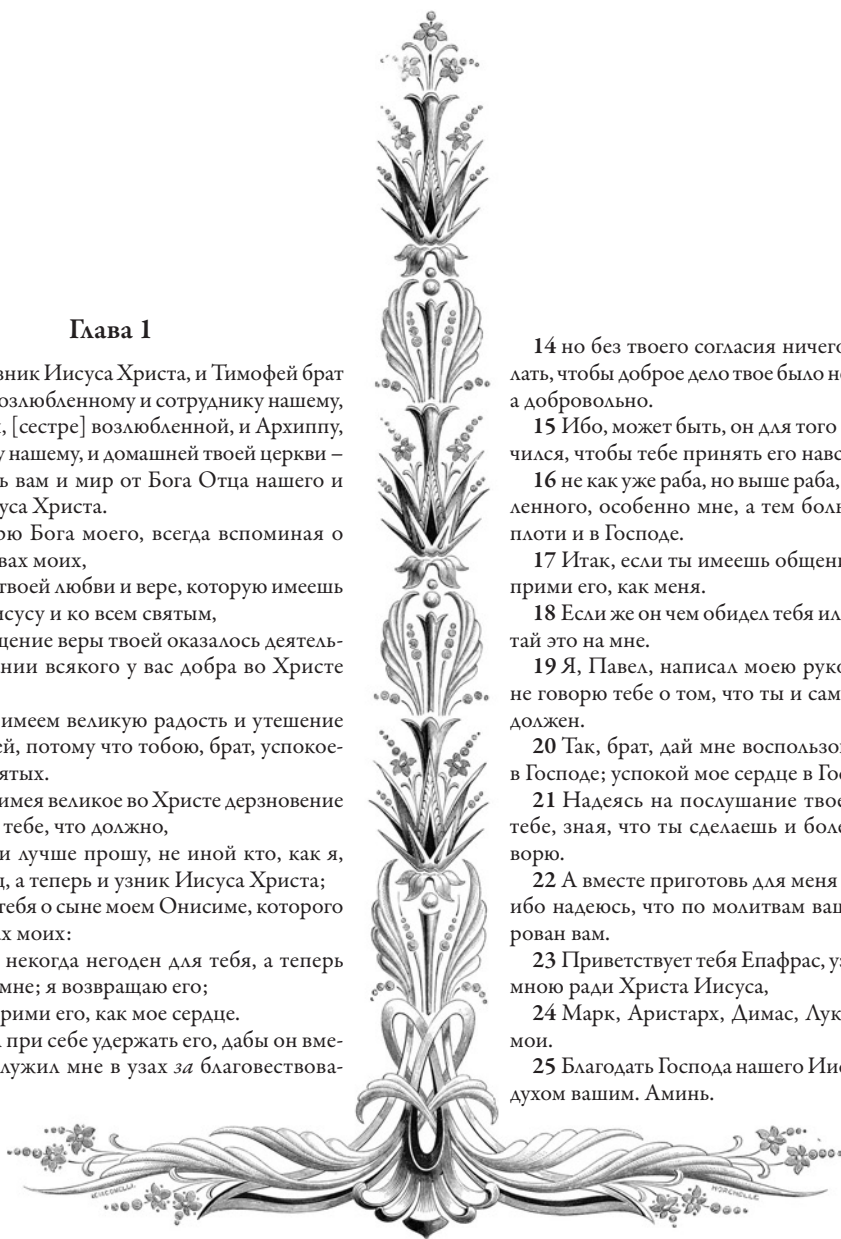 Глава 1
зник Иисуса Христа, и Тимофей брат
озлюбленному и сотруднику нашему,
, [сестре] возлюбленной, и Архиппу,
у нашему, и домашней твоей церкви –
ь вам и мир от Бога Отца нашего и
уса Христа.
рю Бога моего, всегда вспоминая о
вах моих,
твоей любви и вере, которую имеешь
исусу и ко всем святым,
щение веры твоей оказалось деятель-
нии всякого у вас добра во Христе
имеем великую радость и утешение
ей, потому что тобою, брат, успокое-
ятых.
имея великое во Христе дерзновение
тебе, что должно,
и лучше прошу, не иной кто, как я,
ц, а теперь и узник Иисуса Христа;
тебя о сыне моем Онисиме, которого
ах моих:
некогда негоден для тебя, а теперь
мне; я возвращаю его;
рими его, как мое сердце.
л при себе удержать его, дабы он вме-
лужил мне в узах за благовествова-
14 но без твоего согласия ничего
лать, чтобы доброе дело твое было не
а добровольно.
15 Ибо, может быть, он для того
чился, чтобы тебе принять его навс
16 не как уже раба, но выше раба,
ленного, особенно мне, а тем боль
плоти и в Господе.
17 Итак, если ты имеешь общени
прими его, как меня.
18 Если же он чем обидел тебя ил
тай это на мне.
19 Я, Павел, написал моею руко
не говорю тебе о том, что ты и сам
должен.
20 Так, брат, дай мне воспользов
в Господе; успокой мое сердце в Гос
21 Надеясь на послушание твое
тебе, зная, что ты сделаешь и боле
ворю.
22 А вместе приготовь для меня
ибо надеюсь, что по молитвам ваш
рован вам.
23 Приветствует тебя Епафрас, уз
мною ради Христа Иисуса,
24 Марк, Аристарх, Димас, Лук
мои.
25 Благодать Господа нашего Иис
духом вашим. Аминь.
GIACOMELLI.